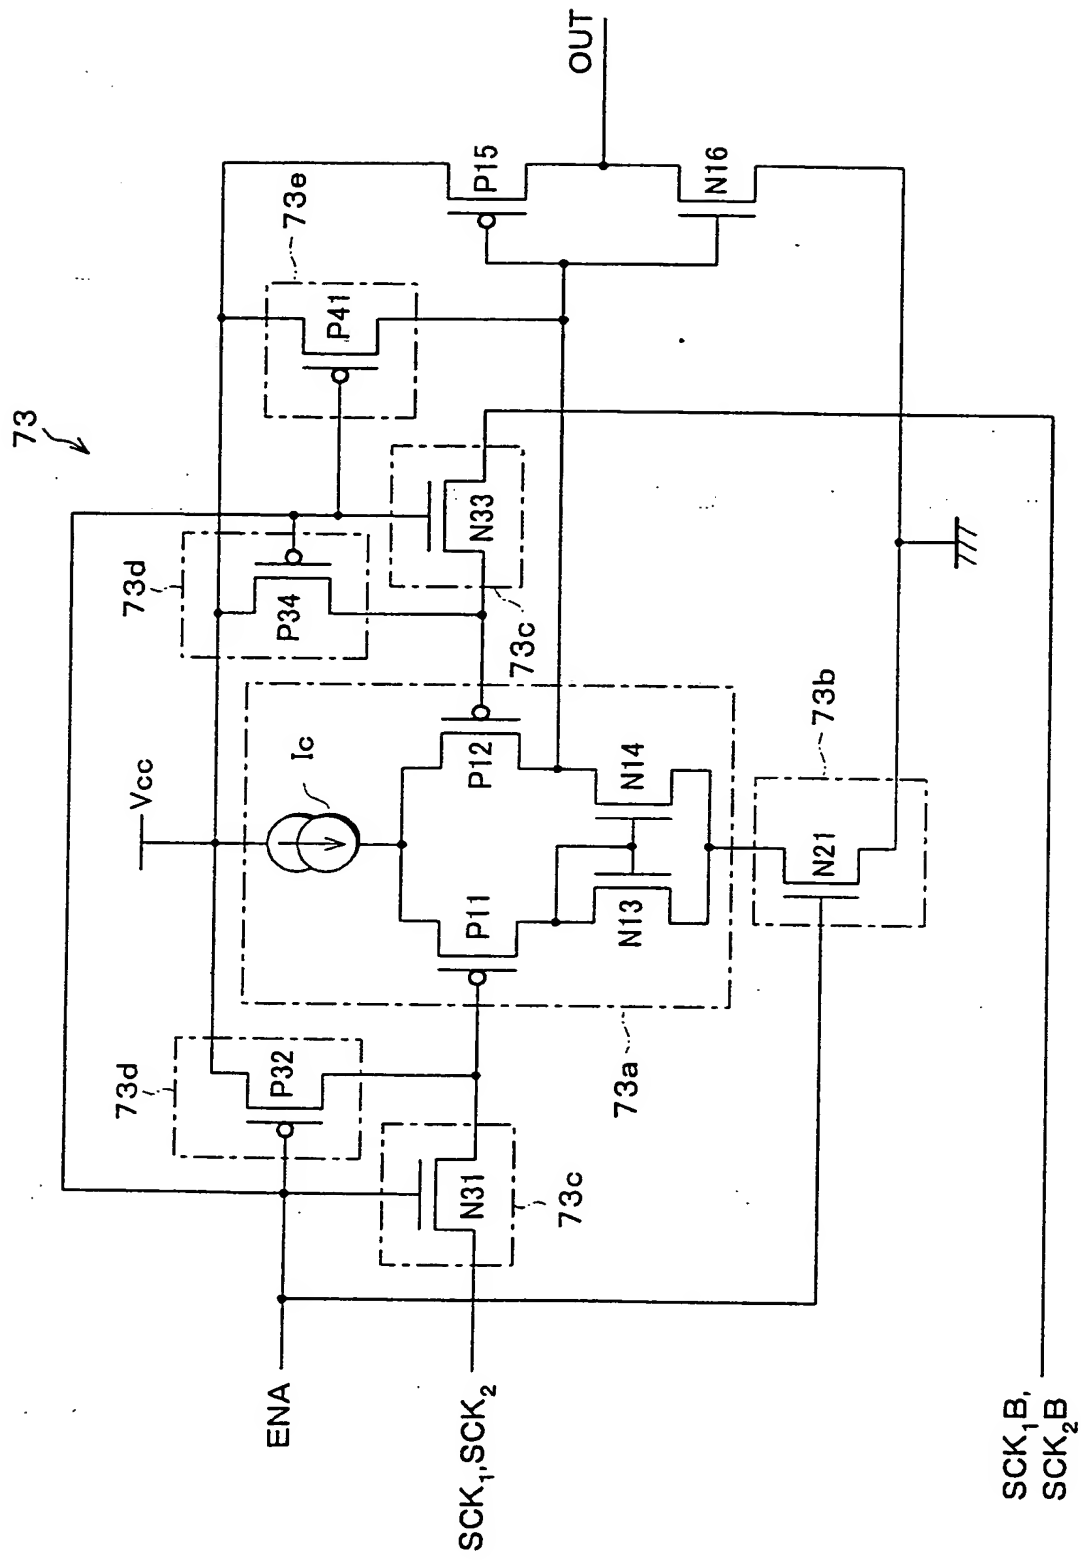 73
Vcc
Ic
73d
P32
73d
P34
73e
P41
P15
OUT
N16
ENA
SCK₁,SCK₂
N31
73c
N33
73c
P11
P12
N13
N14
73a
N21
73b
SCK₁B,
SCK₂B